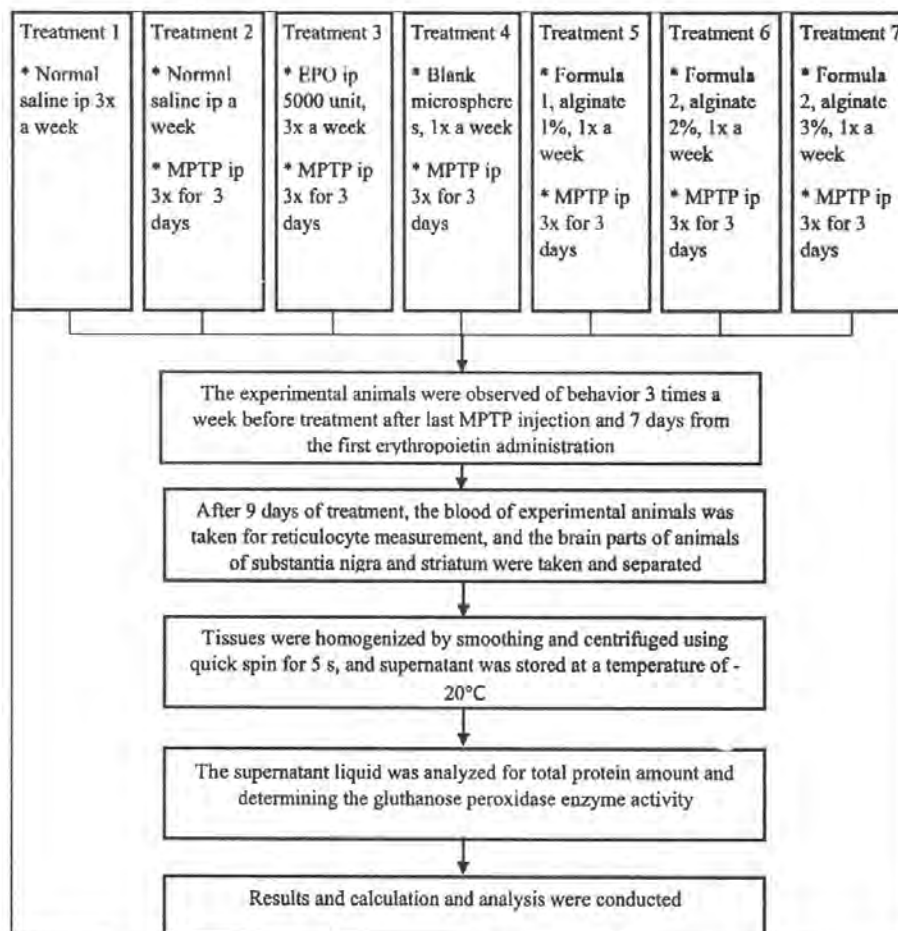 Treatment 1
* Normal
saline ip 3x
a week
Treatment 2
* Normal
saline ip a
week
* MPTP ip
3x for 3
days
Treatment 3
* EPO ip
5000 unit,
3x a week
* MPTP ip
3x for 3
days
Treatment 4
* Blank
microsphere
s, 1x a week
* MPTP ip
3x for 3
days
Treatment 5
* Formula
1, alginate
1%, 1x a
week
* MPTP ip
3x for 3
days
Treatment 6
* Formula
2, alginate
2%, 1x a
week
* MPTP ip
3x for 3
days
Treatment 7
* Formula
2, alginate
3%, 1x a
week
* MPTP ip
3x for 3
days
The experimental animals were observed of behavior 3 times a
week before treatment after last MPTP injection and 7 days from
the first erythropoietin administration
After 9 days of treatment, the blood of experimental animals was
taken for reticulocyte measurement, and the brain parts of animals
of substantia nigra and striatum were taken and separated
Tissues were homogenized by smoothing and centrifuged using
quick spin for 5 s, and supernatant was stored at a temperature of -
20°C
The supernatant liquid was analyzed for total protein amount and
determining the gluthanose peroxidase enzyme activity
Results and calculation and analysis were conducted